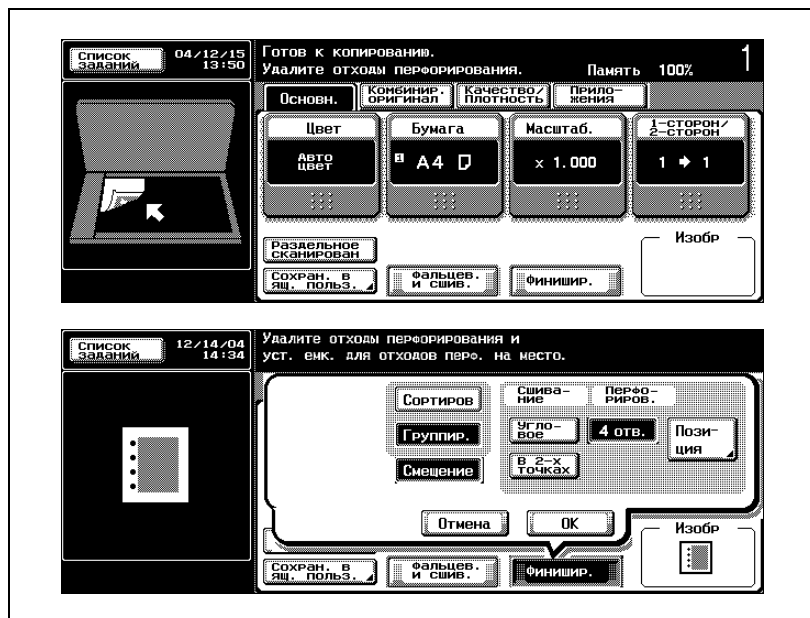 Список заданий
04/12/15
13:50
Готов к копированию.
Удалите отходы перфорирования.
Память 100%
1
Основн.
Комбинир. оригинал
Качество/ Плотность
Прило- жения
Цвет
Бумага
Масштаб.
1-СТОРОН/ 2-СТОРОН
Авто цвет
1 A4
x 1.000
1 → 1
Раздельное сканирован
Изобр
Сохран. в ящ. польз.
Фальцев. и сшив.
Финишир.
Список заданий
12/14/04
14:34
Удалите отходы перфорирования и
уст. емк. для отходов перф. на место.
Сортиров
Группир.
Смещение
Сшива- ние
Перфо- риров.
Угло- вое
4 отв.
Пози- ция
В 2-х точках
Отмена
OK
Изобр
Сохран. в ящ. польз.
Фальцев. и сшив.
Финишир.